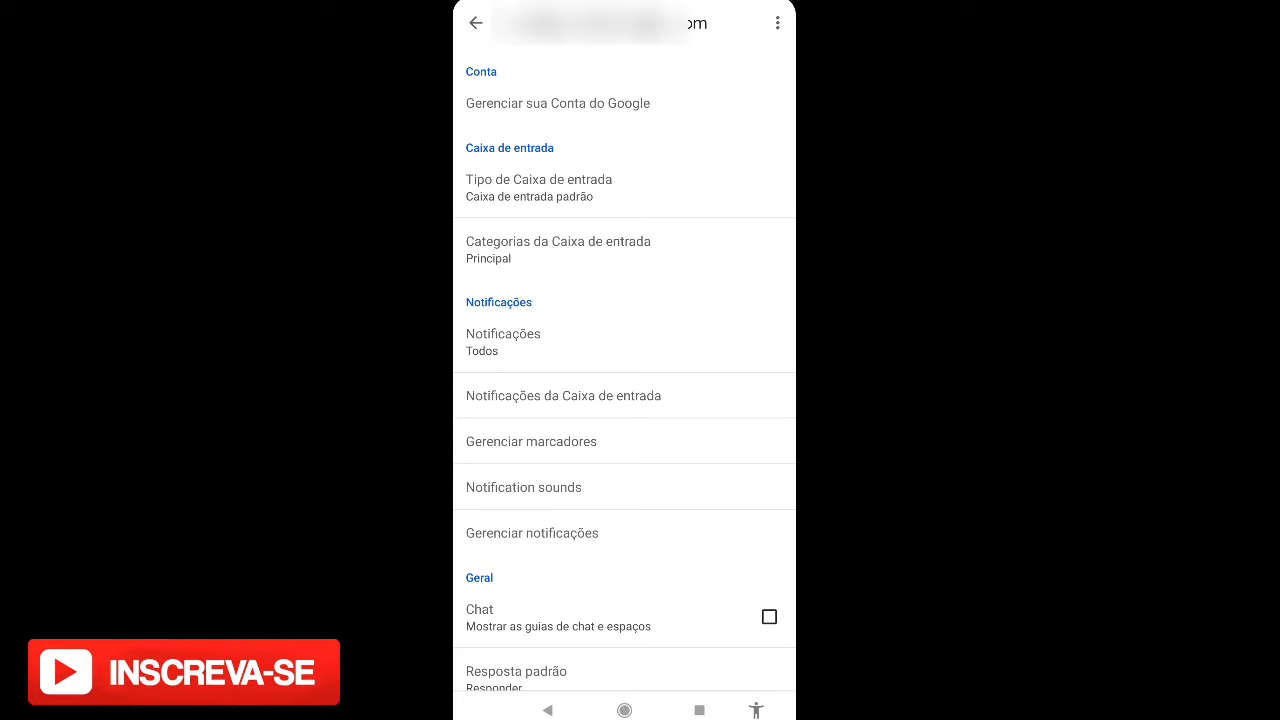 om
Conta
Gerenciar sua Conta do Google
Caixa de entrada
Tipo de Caixa de entrada
Caixa de entrada padrão
Categorias da Caixa de entrada
Principal
Notificações
Notificações
Todos
Notificações da Caixa de entrada
Gerenciar marcadores
Notification sounds
Gerenciar notificações
Geral
Chat
Mostrar as guias de chat e espaços
Resposta padrão
Responder
INSCREVA-SE